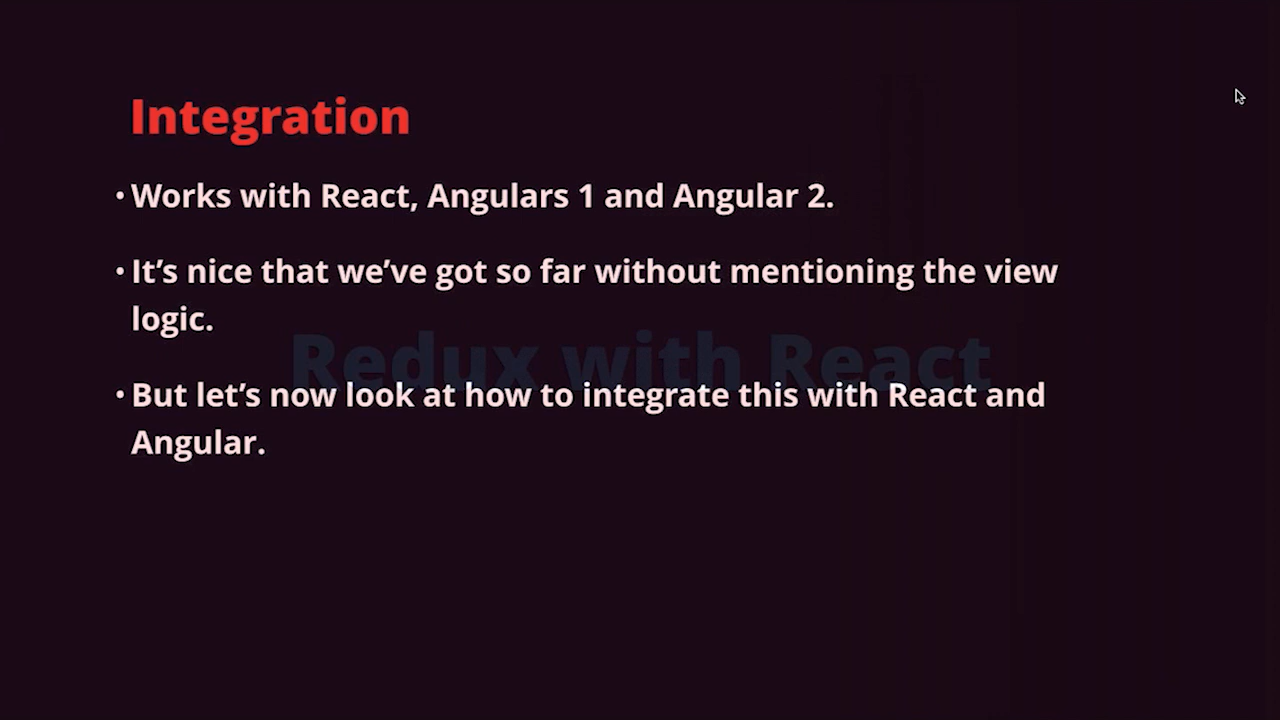 Integration
• Works with React, Angulars 1 and Angular 2.
• It’s nice that we’ve got so far without mentioning the view
logic.
Redux with React
• But let’s now look at how to integrate this with React and
Angular.